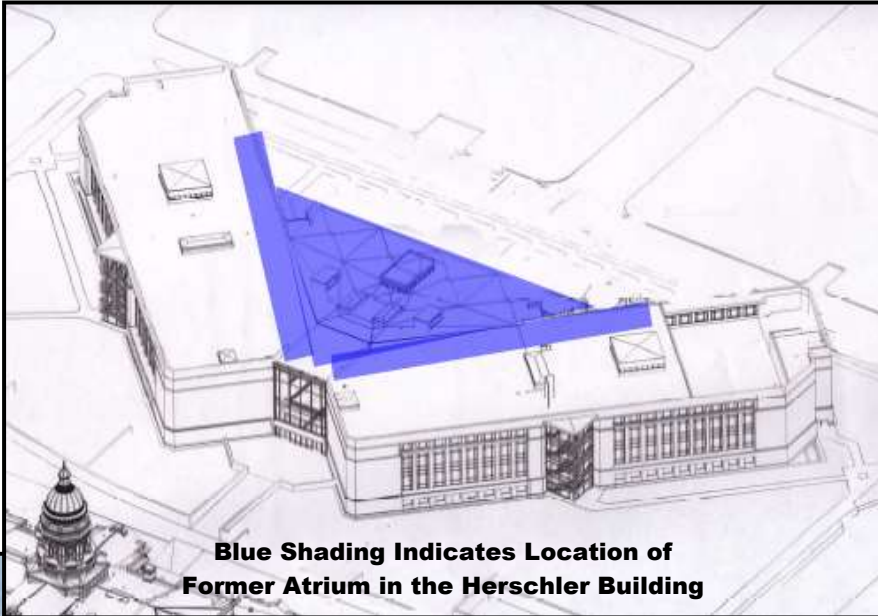 Blue Shading Indicates Location of
Former Atrium in the Herschler Building